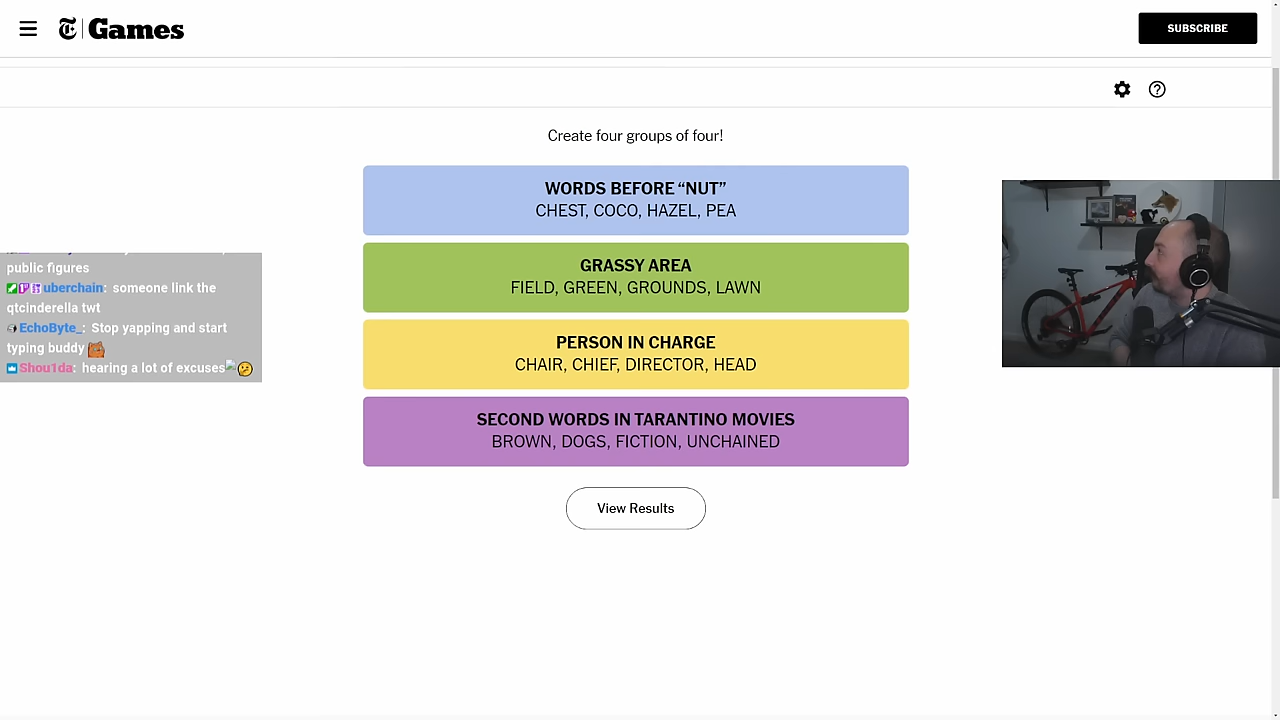 Games
SUBSCRIBE
Create four groups of four!
WORDS BEFORE “NUT”
CHEST, COCO, HAZEL, PEA
GRASSY AREA
FIELD, GREEN, GROUNDS, LAWN
PERSON IN CHARGE
CHAIR, CHIEF, DIRECTOR, HEAD
SECOND WORDS IN TARANTINO MOVIES
BROWN, DOGS, FICTION, UNCHAINED
View Results
public figures
uberchain: someone link the
qtcinderella twt
EchoByte_: Stop yapping and start
typing buddy
Shou1da: hearing a lot of excuses